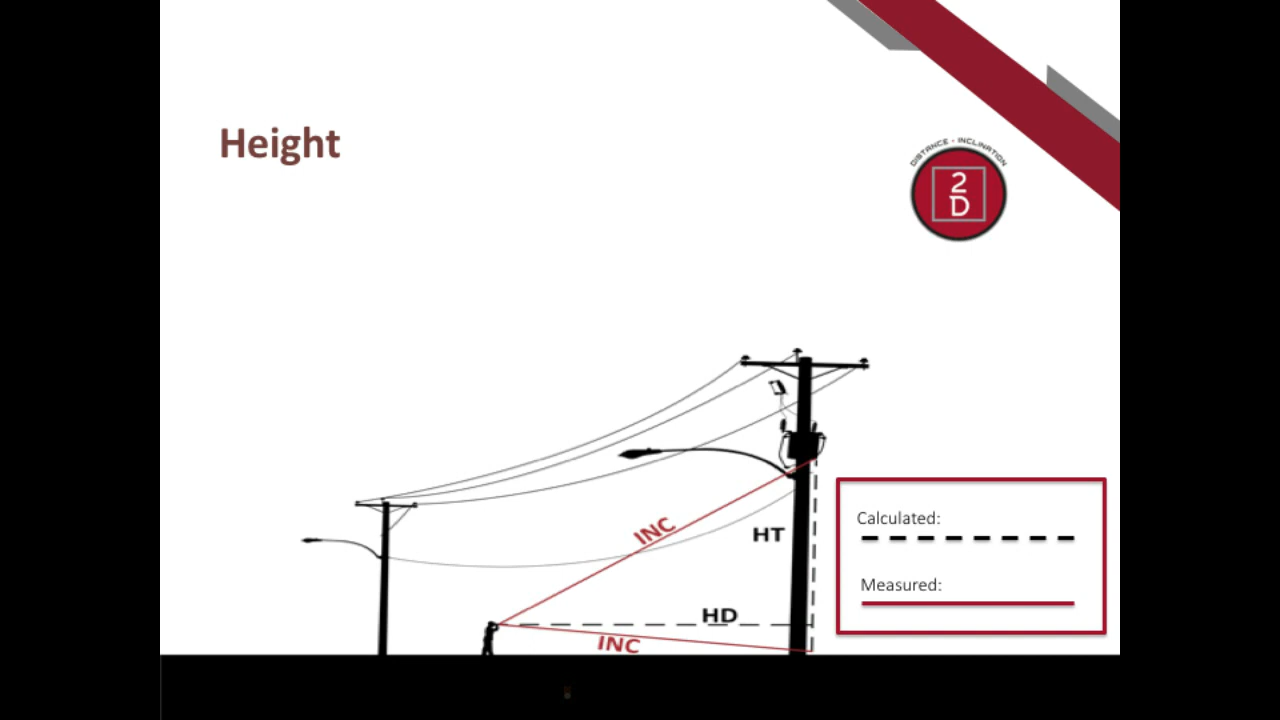 Height
DISTANCE - INCLINATION
2
D
INC
HT
HD
INC
Calculated:
Measured: